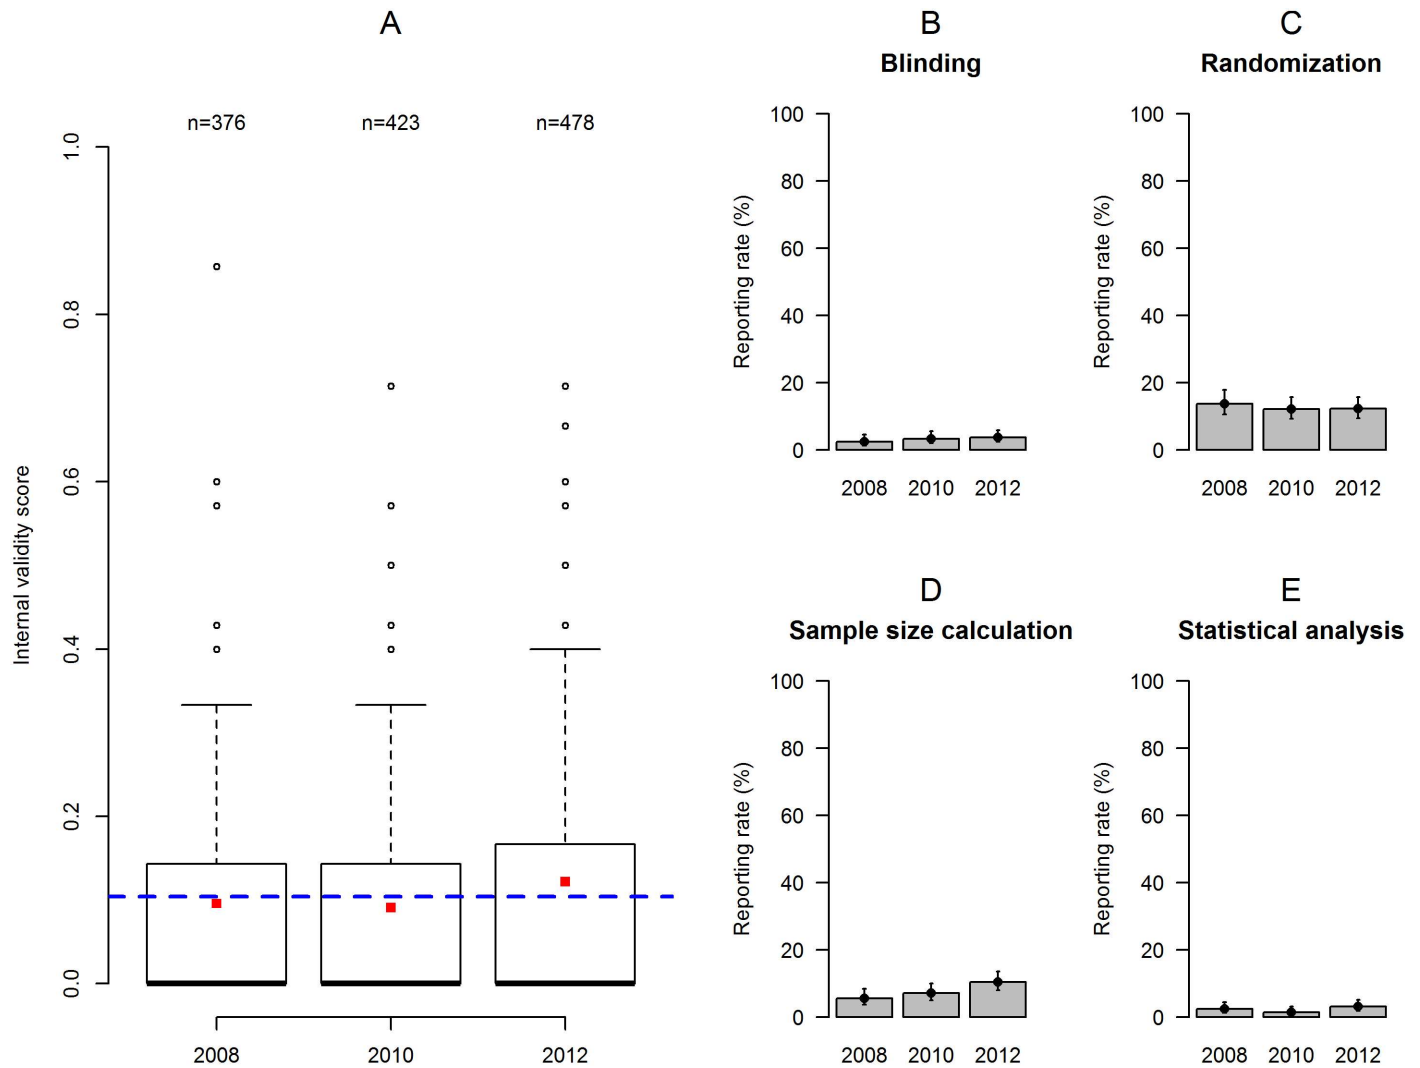 A
n=376
n=423
n=478
Internal validity score
1.0
0.8
0.6
0.4
0.2
0.0
2008
2010
2012
B
Blinding
Reporting rate (%)
100
80
60
40
20
0
2008
2010
2012
C
Randomization
Reporting rate (%)
100
80
60
40
20
0
2008
2010
2012
D
Sample size calculation
Reporting rate (%)
100
80
60
40
20
0
2008
2010
2012
E
Statistical analysis
Reporting rate (%)
100
80
60
40
20
0
2008
2010
2012